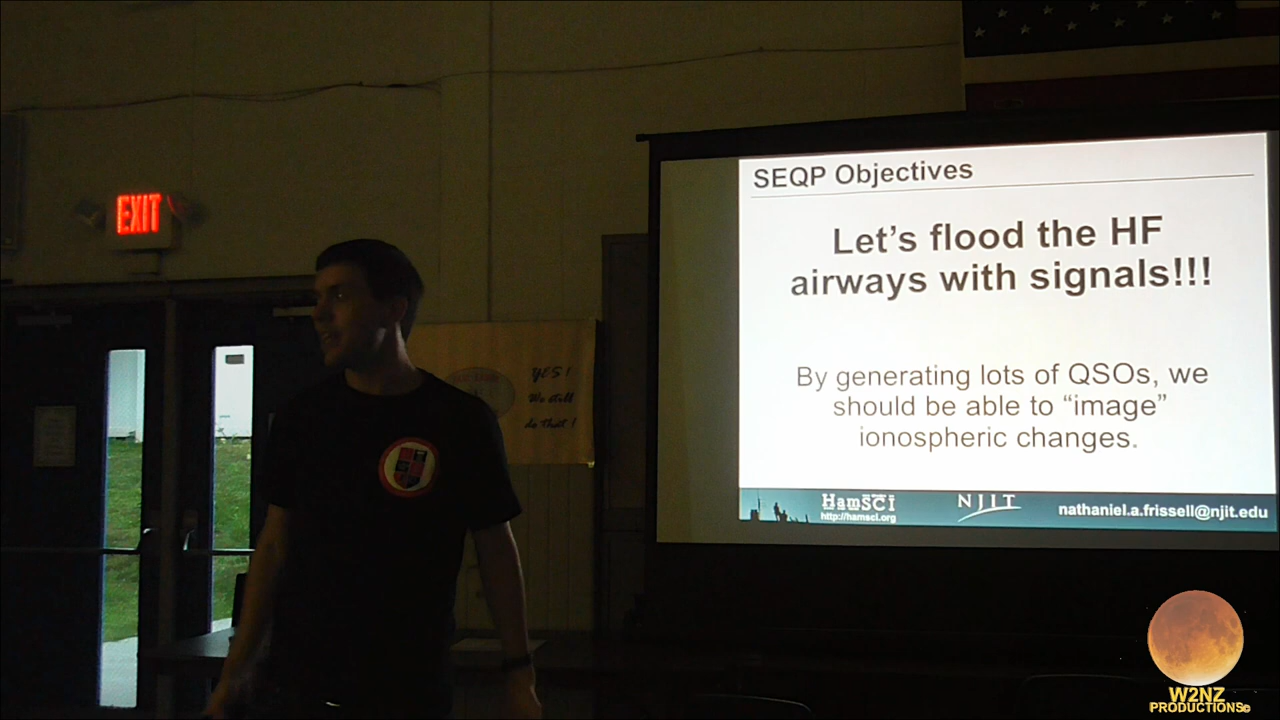 EXIT
YES!
We still
do That!
SEQP Objectives
Let's flood the HF
airways with signals!!!
By generating lots of QSOs, we
should be able to “image”
ionospheric changes.
HamSCI
http://hamsci.org
NJIT
nathaniel.a.frissell@njit.edu
W2NZ
PRODUCTIONS©